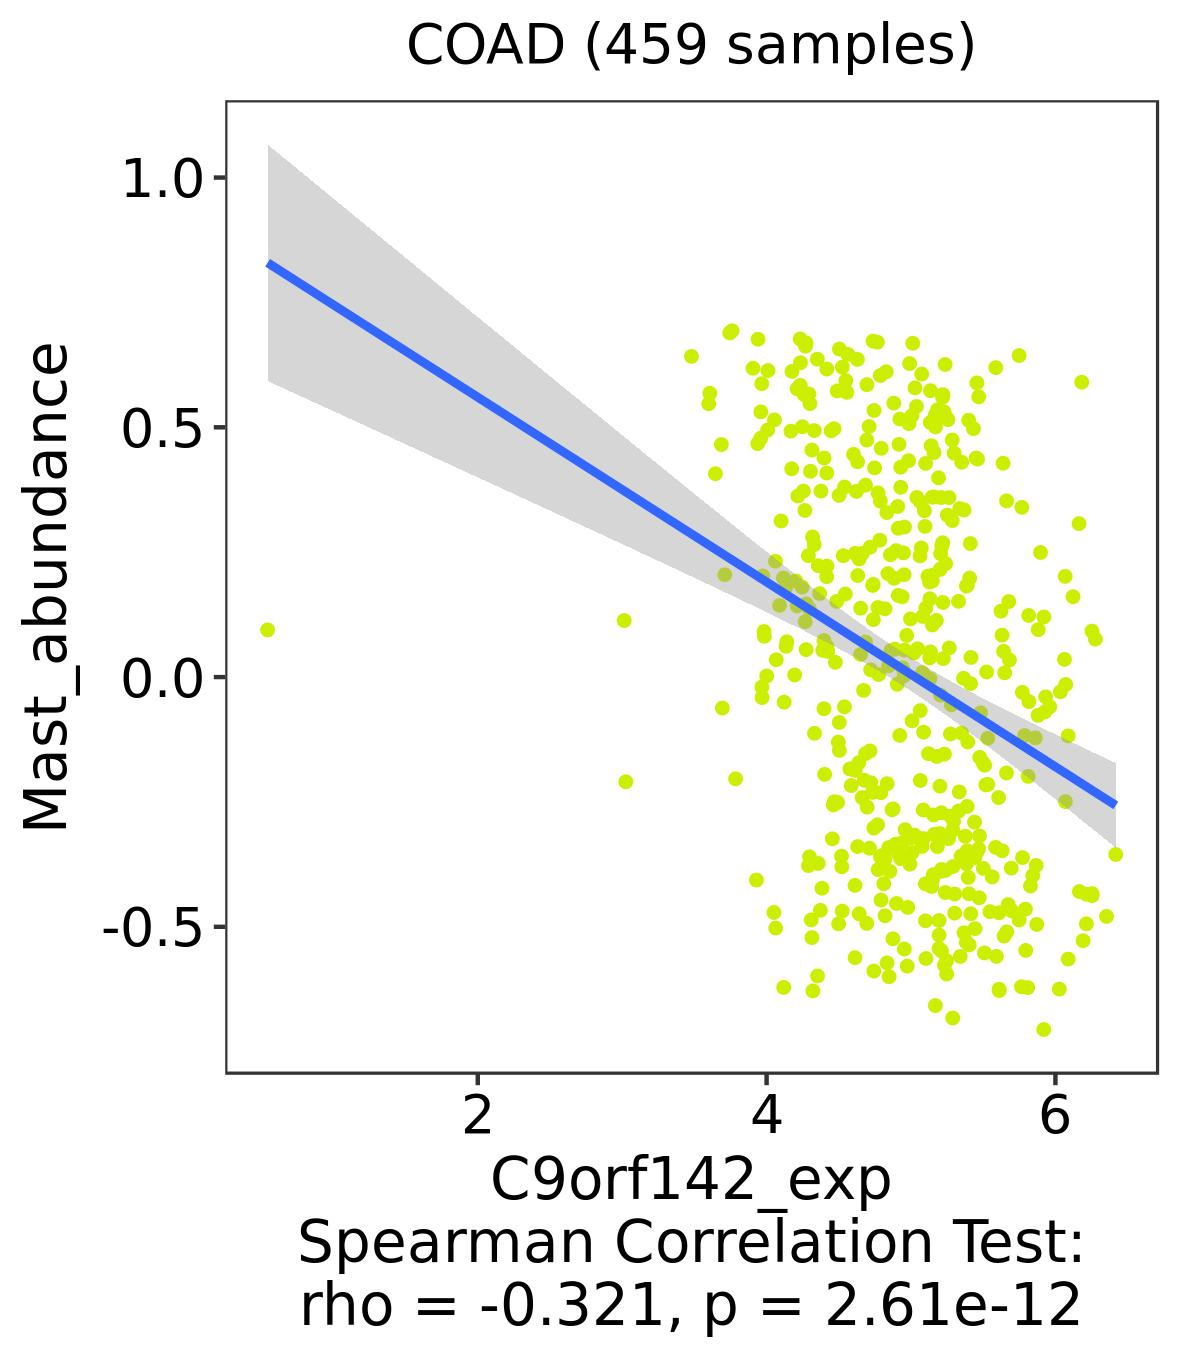 COAD (459 samples)
Mast_abundance
1.0
0.5
0.0
-0.5
2 4 6
C9orf142_exp
Spearman Correlation Test:
rho = -0.321, p = 2.61e-12